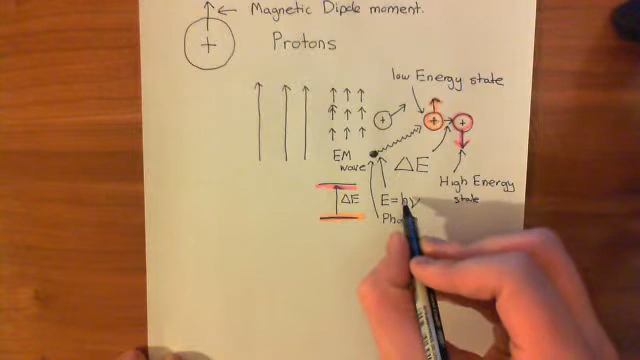 Magnetic Dipole moment.
+
Protons
low Energy state
+
+
+
EM
wave
ΔE
High Energy
state
ΔE
E=hν